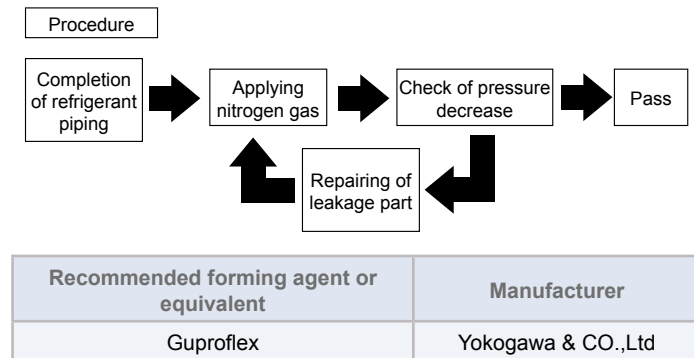 Procedure
Completion
of refrigerant
piping
Applying
nitrogen gas
Check of pressure
decrease
Pass
Repairing of
leakage part
Recommended forming agent or
equivalent
Manufacturer
Guproflex
Yokogawa & CO.,Ltd